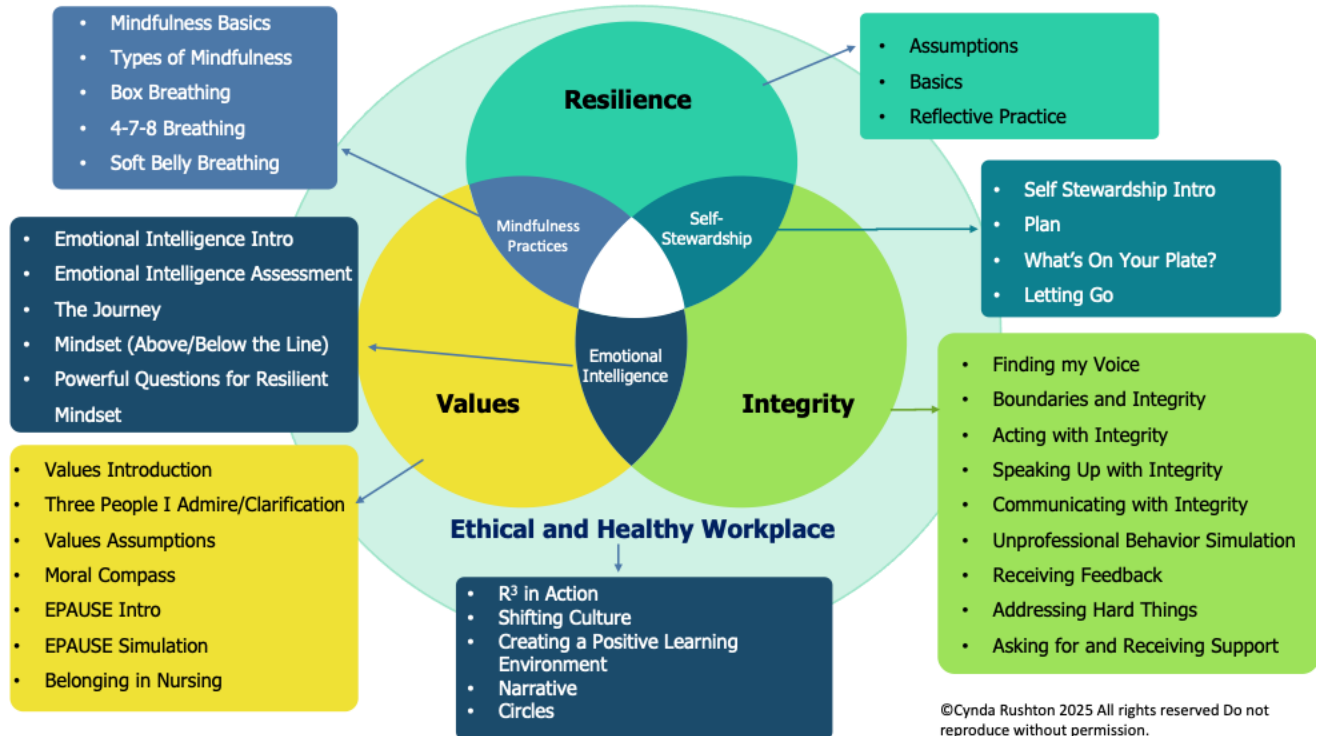 • Mindfulness Basics
• Types of Mindfulness
• Box Breathing
• 4-7-8 Breathing
• Soft Belly Breathing
Resilience
• Assumptions
• Basics
• Reflective Practice
Mindfulness
Practices
Self-
Stewardship
• Self Stewardship Intro
• Plan
• What's On Your Plate?
• Letting Go
• Emotional Intelligence Intro
• Emotional Intelligence Assessment
• The Journey
• Mindset (Above/Below the Line)
• Powerful Questions for Resilient
Mindset
Emotional
Intelligence
Values
Integrity
• Finding my Voice
• Boundaries and Integrity
• Acting with Integrity
• Speaking Up with Integrity
• Communicating with Integrity
• Unprofessional Behavior Simulation
• Receiving Feedback
• Addressing Hard Things
• Asking for and Receiving Support
• Values Introduction
• Three People I Admire/Clarification
• Values Assumptions
• Moral Compass
• EPAUSE Intro
• EPAUSE Simulation
• Belonging in Nursing
Ethical and Healthy Workplace
• R³ in Action
• Shifting Culture
• Creating a Positive Learning
Environment
• Narrative
• Circles
©Cynda Rushton 2025 All rights reserved Do not
reproduce without permission.